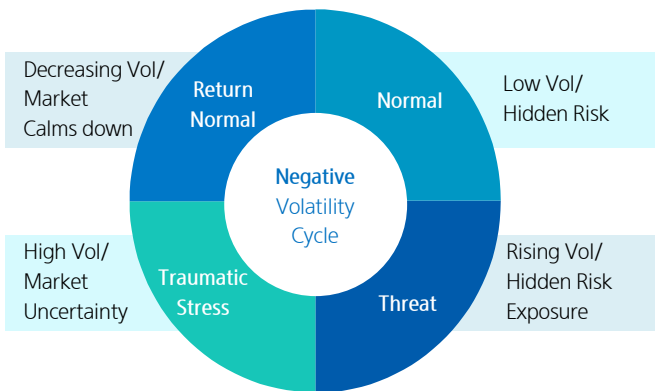 Decreasing Vol/
Market
Calms down
Return
Normal
Normal
Low Vol/
Hidden Risk
Negative
Volatility
Cycle
High Vol/
Market
Uncertainty
Traumatic
Stress
Threat
Rising Vol/
Hidden Risk
Exposure